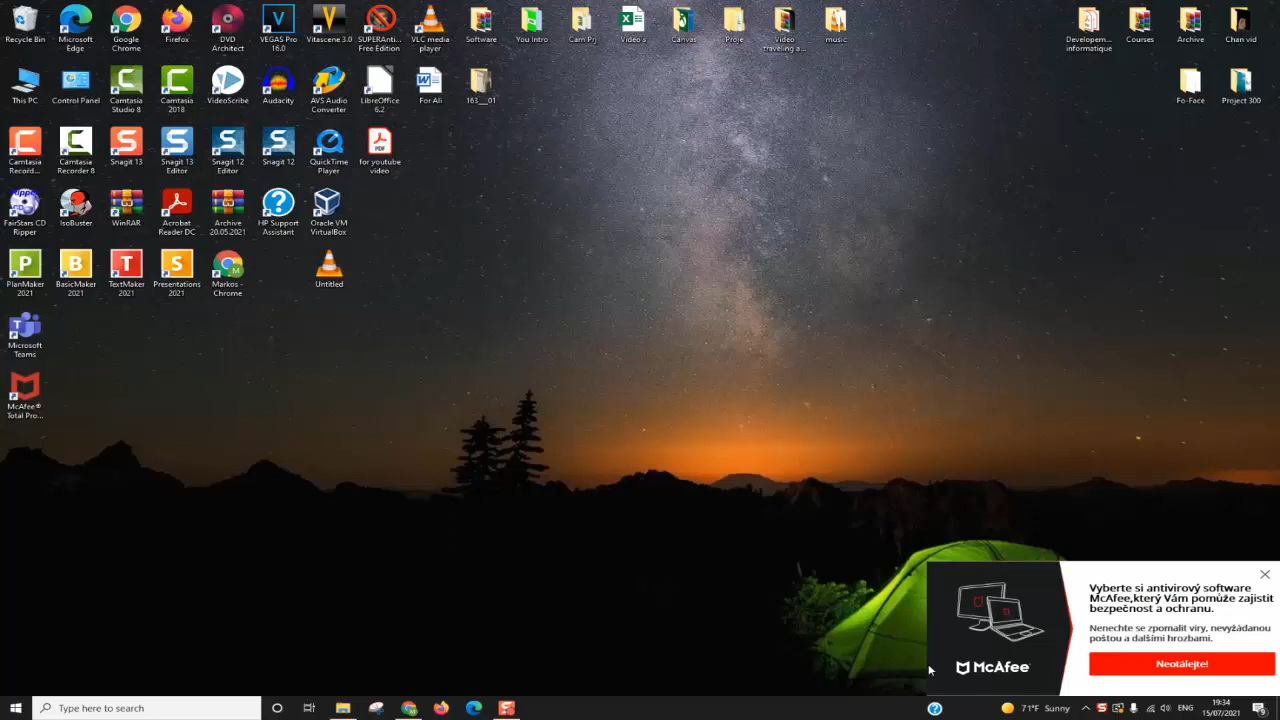 Recycle Bin
Microsoft Edge
Google Chrome
Firefox
DVD Architect
VEGAS Pro 16.0
Vitascene 3.0
SUPERAnti... Free Edition
VLC media player
Software
You Intro
Cam Prj
Video's
Canvas
Proje
Video traveling a...
music
Developem... informatique
Courses
Archive
Chan vid
This PC
Control Panel
Camtasia Studio 8
Camtasia 2018
VideoScribe
Audacity
AVS Audio Converter
LibreOffice 6.2
For Ali
163___01
Fo-Face
Project 300
Camtasia Record...
Camtasia Recorder 8
Snagit 13
Snagit 13 Editor
Snagit 12 Editor
Snagit 12
QuickTime Player
for youtube video
FairStars CD Ripper
IsoBuster
WinRAR
Acrobat Reader DC
Archive 20.05.2021
HP Support Assistant
Oracle VM VirtualBox
PlanMaker 2021
BasicMaker 2021
TextMaker 2021
Presentations 2021
Markos - Chrome
Untitled
Microsoft Teams
McAfee® Total Pro...
Vyberte si antivirový software
McAfee,který Vám pomůže zajistit
bezpečnost a ochranu.
Nenechte se zpomalit viry, nevyžádanou
poštou a dalšími hrozbami.
McAfee
Neotálejte!
Type here to search
71°F Sunny
19:34
15/07/2021